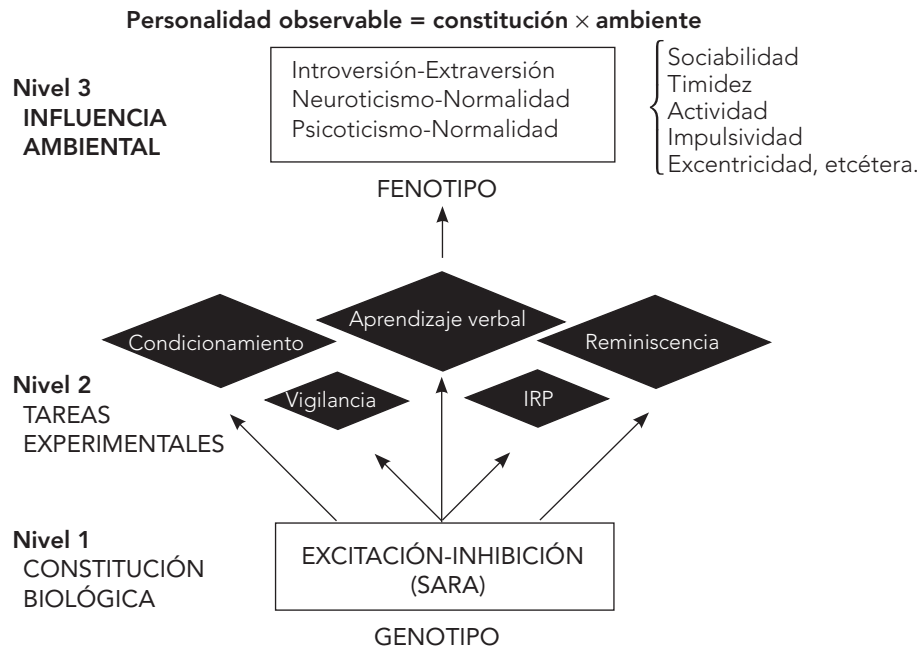 Personalidad observable = constitución × ambiente
Nivel 3
INFLUENCIA
AMBIENTAL
Introversión-Extraversión
Neuroticismo-Normalidad
Psicoticismo-Normalidad
Sociabilidad
Timidez
Actividad
Impulsividad
Excentricidad, etcétera.
FENOTIPO
Condicionamiento
Aprendizaje verbal
Reminiscencia
Nivel 2
TAREAS
EXPERIMENTALES
Vigilancia
IRP
Nivel 1
CONSTITUCIÓN
BIOLÓGICA
EXCITACIÓN-INHIBICIÓN
(SARA)
GENOTIPO